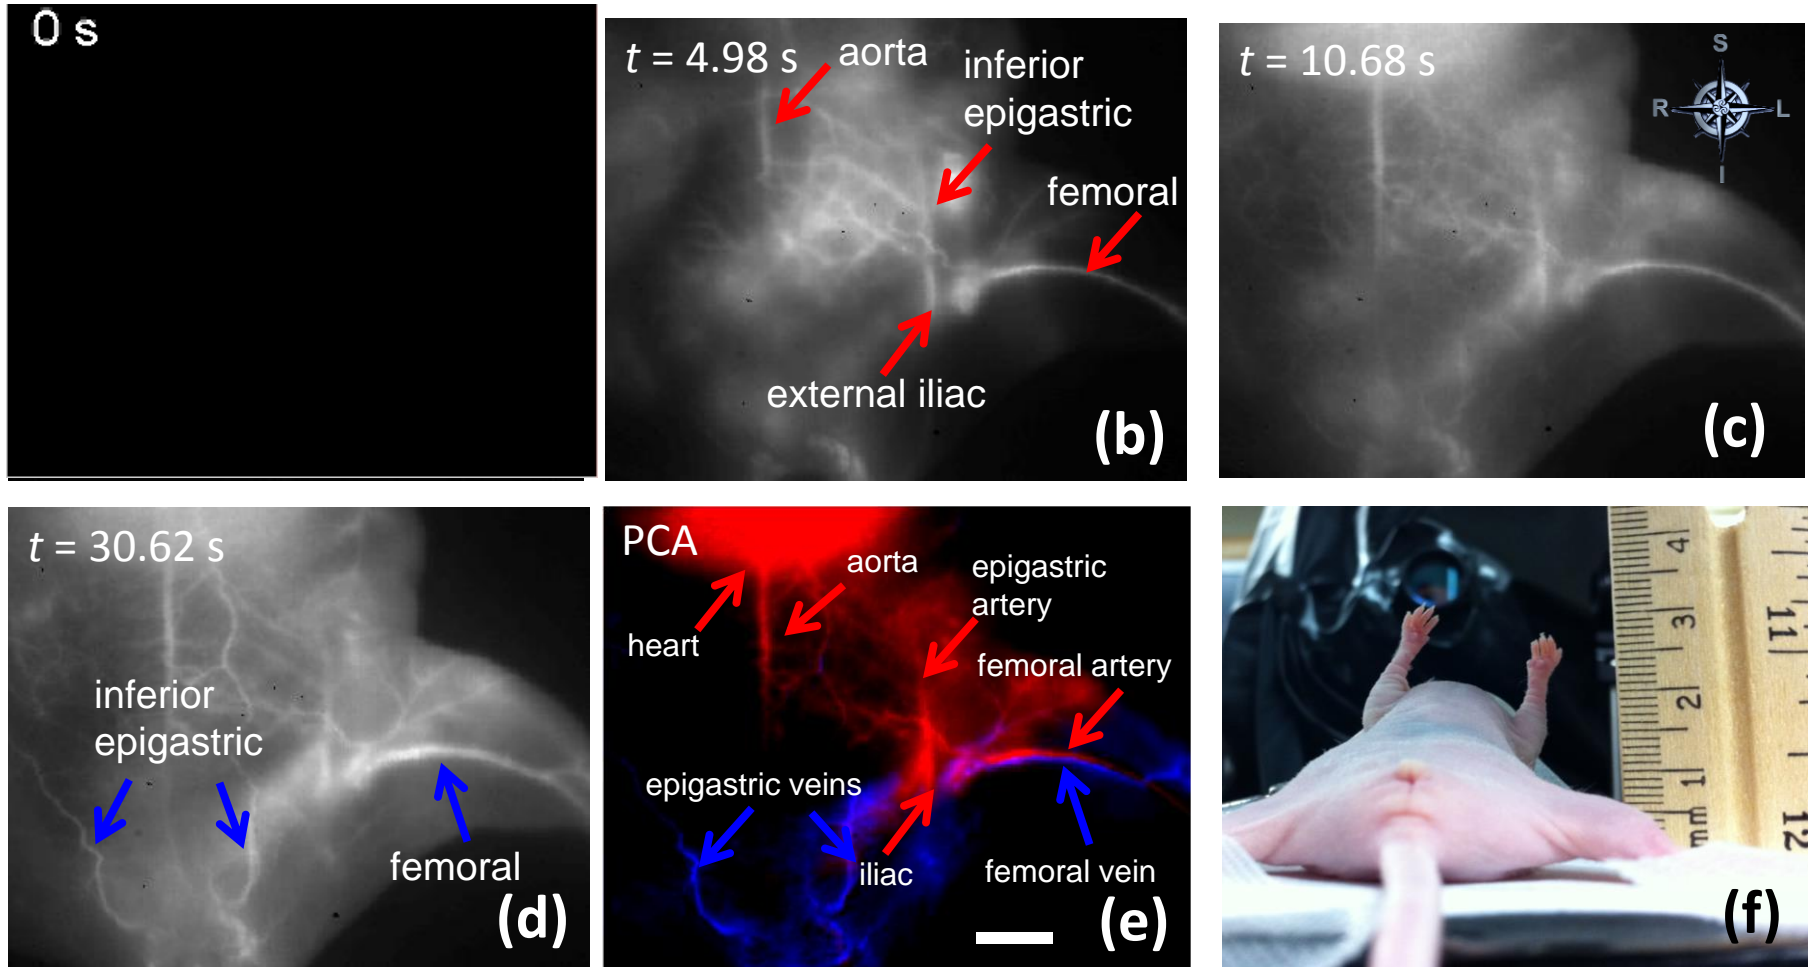 0 s
t = 4.98 s
aorta
inferior
epigastric
femoral
external iliac
(b)
t = 10.68 s
S
R
L
I
(c)
t = 30.62 s
inferior
epigastric
femoral
(d)
PCA
aorta
epigastric
artery
heart
femoral artery
epigastric veins
iliac
femoral vein
(e)
4
3
2
1
mm
11
12
(f)